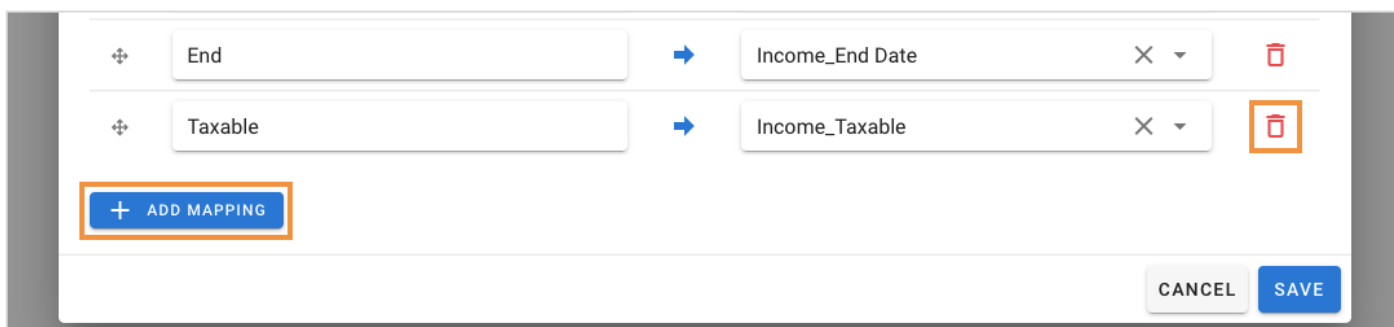 End Income_End Date
Taxable Income_Taxable
ADD MAPPING
CANCEL SAVE